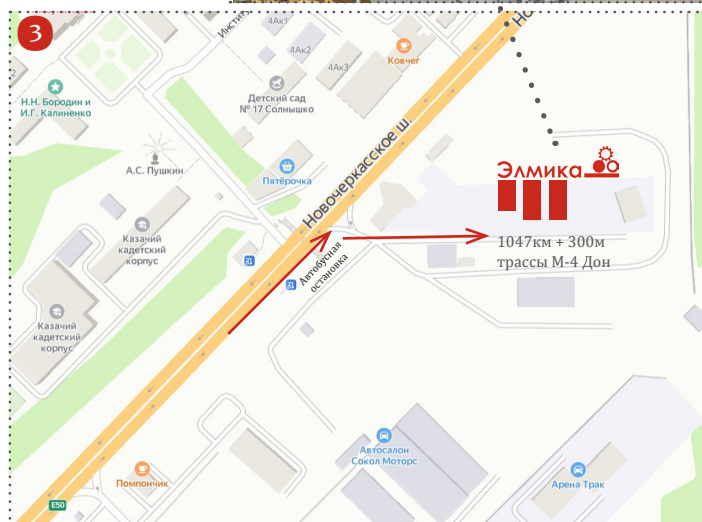 3
Инсти
4Ак1
4Ак2
4Ак3
Но
Ковчег
Н.Н. Бородин и
И.Г. Калиненко
Детский сад
№ 17 Солнышко
Новочеркасское ш.
А.С. Пушкин
Пятёрочка
Элмика
1047км + 300м
трассы М-4 Дон
Казачий
кадетский
корпус
Автобусная
остановка
Казачий
кадетский
корпус
Автосалон
Сокол Моторс
Помпончик
Арена Трак
E50